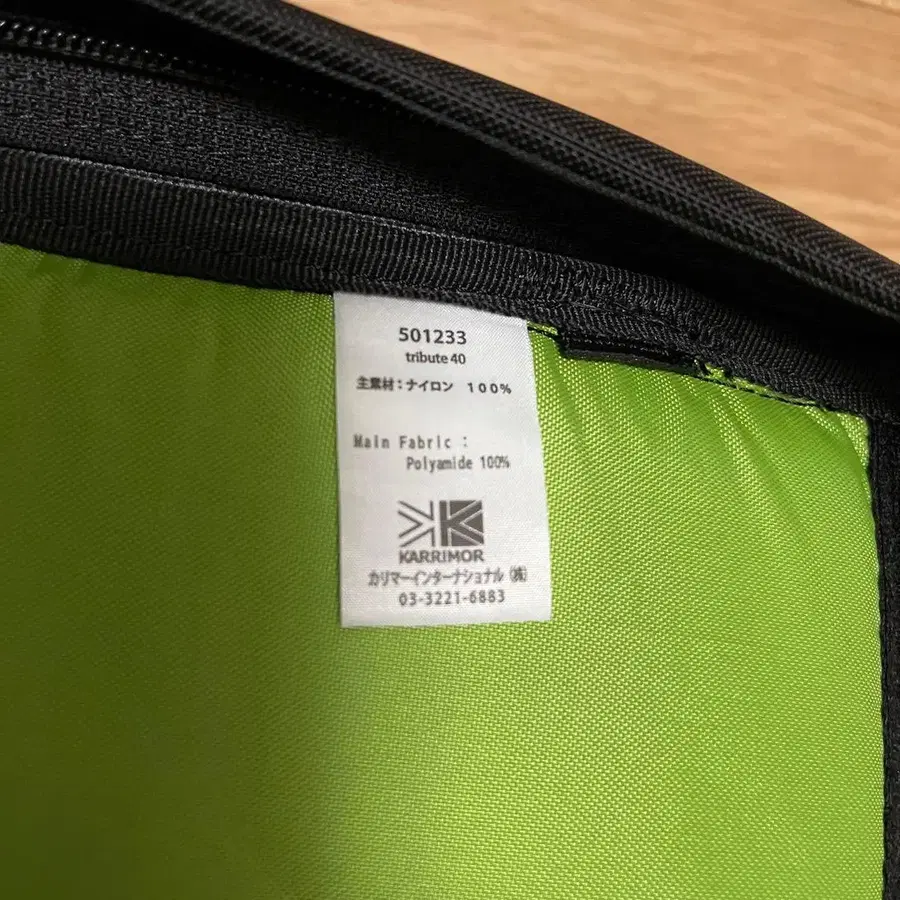 501233
tribute 40
主素材：ナイロン 100%
Main Fabric :
Polyamide 100%
KARRIMOR
カリマーインターナショナル（株）
03-3221-6883